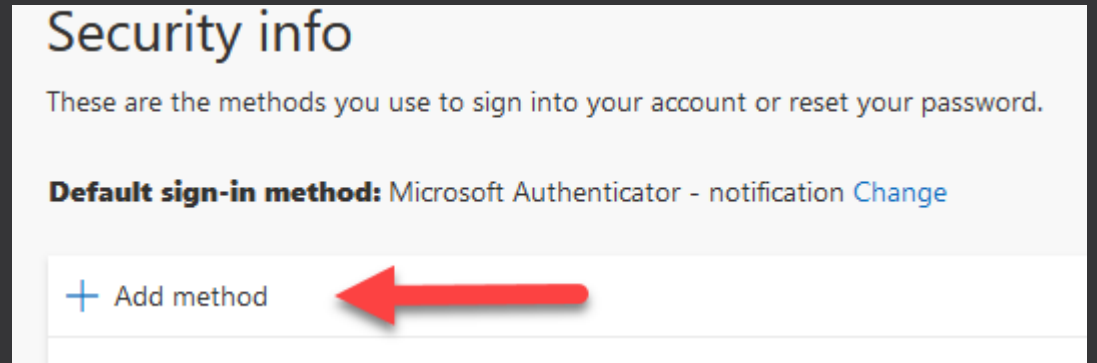 Security info
These are the methods you use to sign into your account or reset your password.
Default sign-in method: Microsoft Authenticator - notification Change
+ Add method